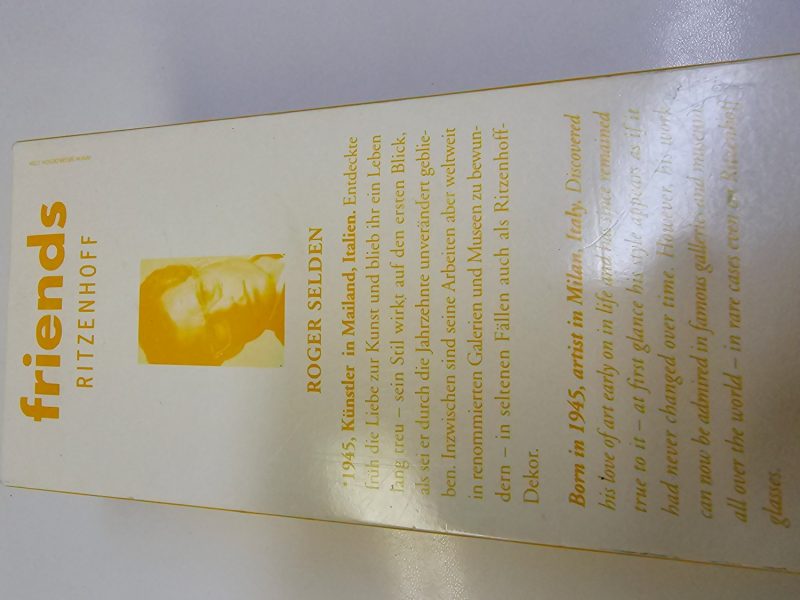 friends
RITZENHOFF
ROGER SELDEN
*1945, Künstler in Mailand, Italien. Entdeckte
früh die Liebe zur Kunst und blieb ihr ein Leben
lang treu – sein Stil wirkt auf den ersten Blick,
als sei er durch die Jahrzehnte unverändert geblie-
ben. Inzwischen sind seine Arbeiten aber weltweit
in renommierten Galerien und Museen zu bewun-
dern – in seltenen Fällen auch als Ritzenhoff-
Dekor.
Born in 1945, artist in Milan, Italy. Discovered
his love of art early on in life and has since remained
true to it – at first glance his style appears as if it
had never changed over time. However, his work
can now be admired in famous galleries and museums
all over the world – in rare cases even on Ritzenhoff
glasses.